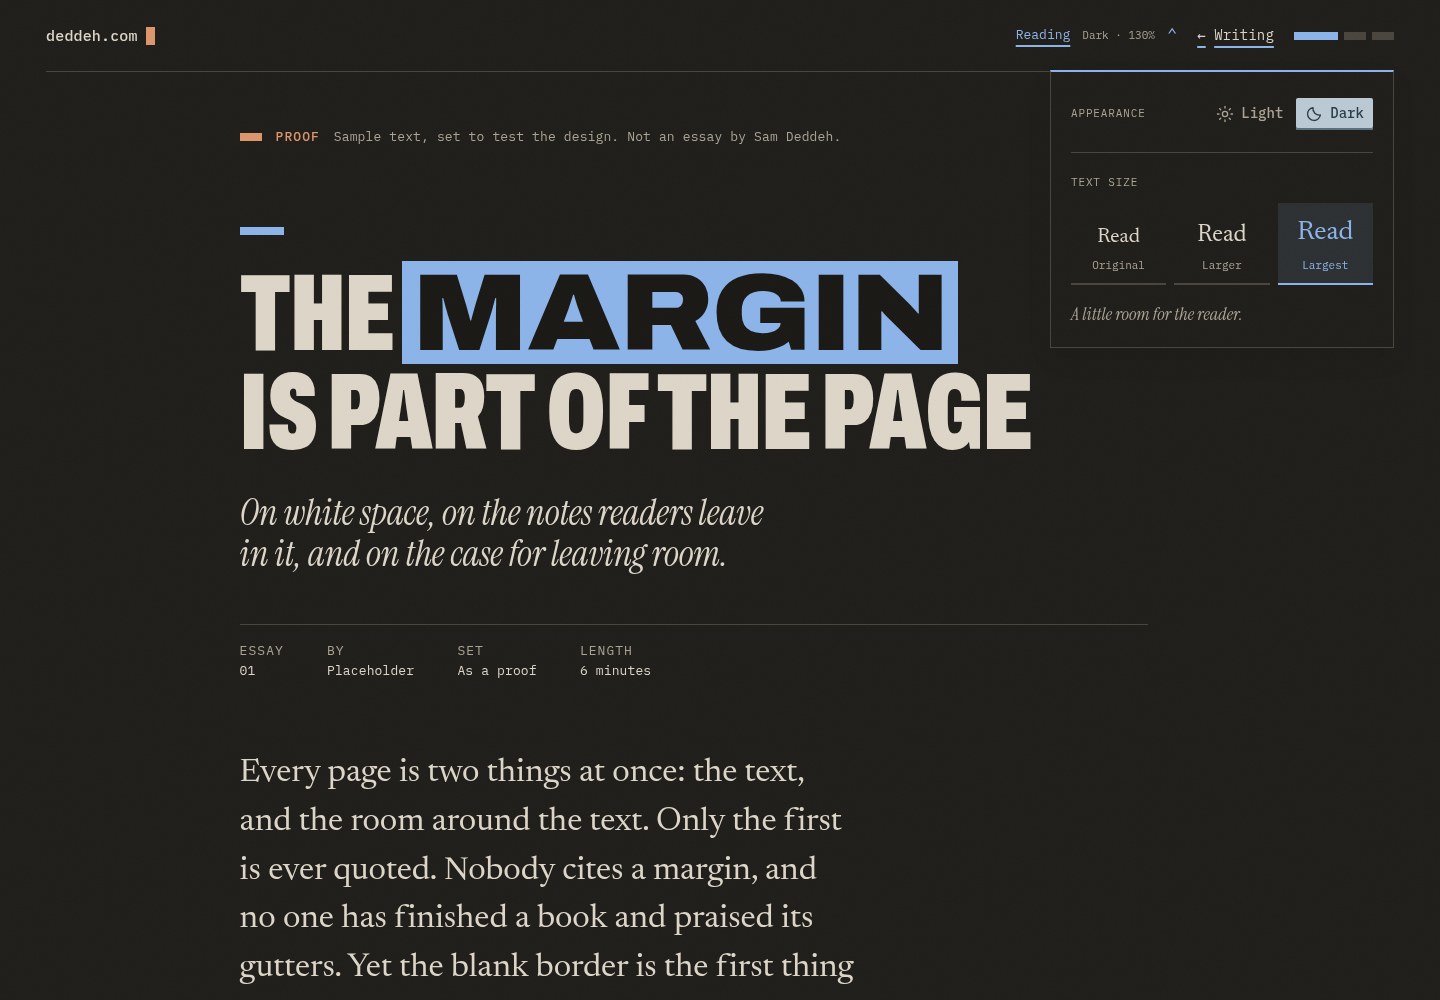 deddeh.com
Reading Dark · 130% ^ ← Writing
APPEARANCE Light Dark
TEXT SIZE
Read Read Read
Original Larger Largest
A little room for the reader.
PROOF Sample text, set to test the design. Not an essay by Sam Deddeh.
THE MARGIN
IS PART OF THE PAGE
On white space, on the notes readers leave
in it, and on the case for leaving room.
ESSAY BY SET LENGTH
01 Placeholder As a proof 6 minutes
Every page is two things at once: the text,
and the room around the text. Only the first
is ever quoted. Nobody cites a margin, and
no one has finished a book and praised its
gutters. Yet the blank border is the first thing